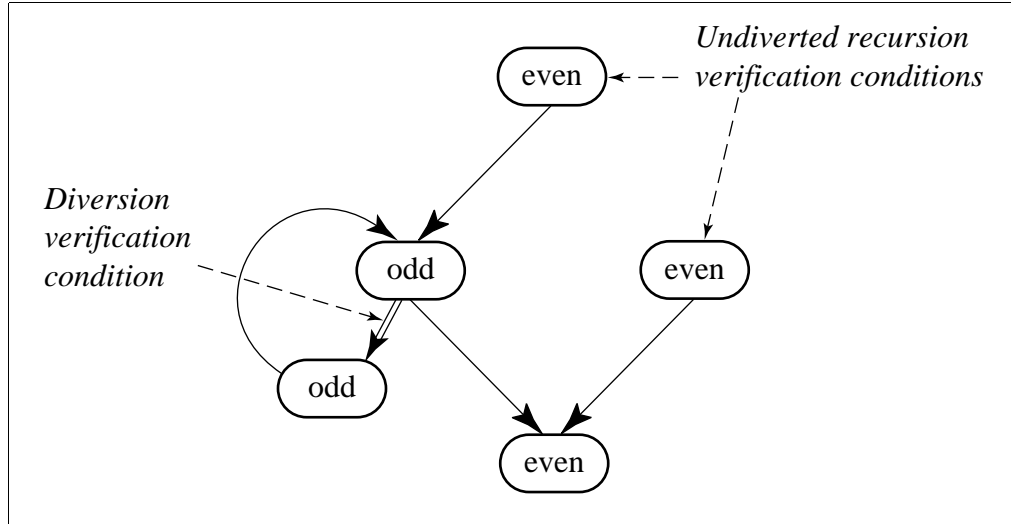 Undiverted recursion
verification conditions
even
Diversion
verification
condition
odd
even
odd
even